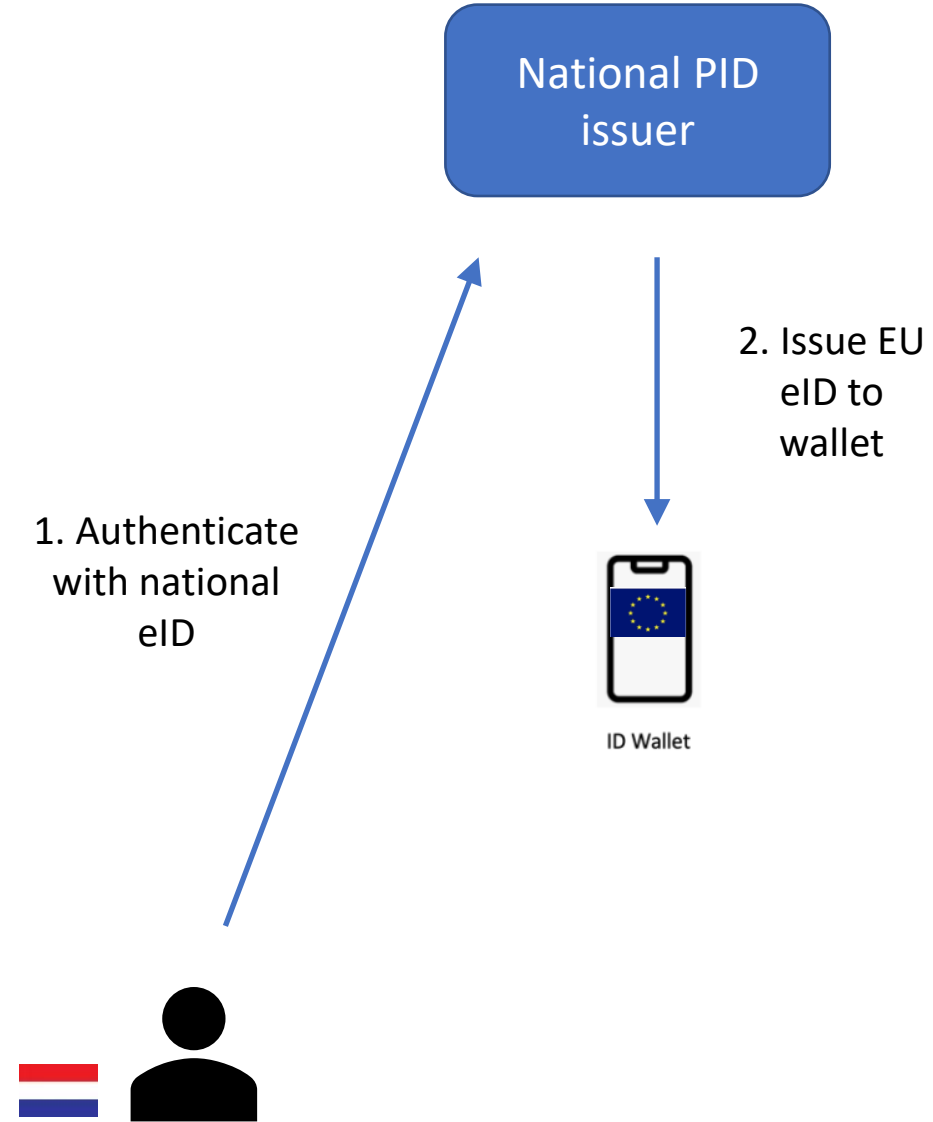 National PID
issuer
2. Issue EU
eID to
wallet
1. Authenticate
with national
eID
ID Wallet